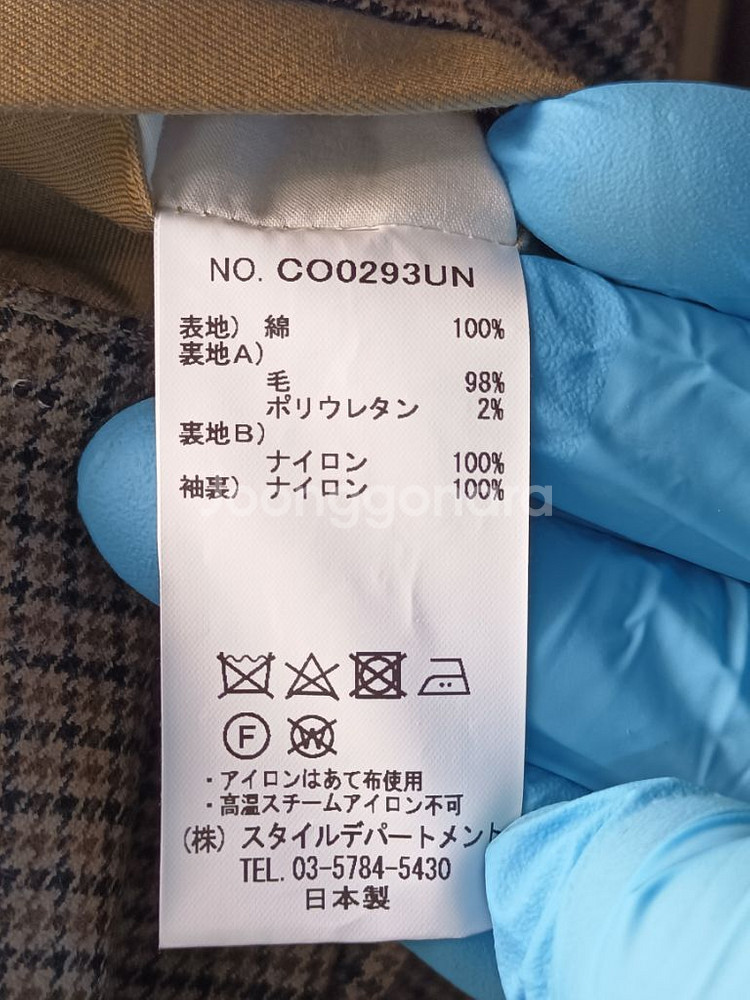 NO. CO0293UN
表地) 綿 100%
裏地A)
毛 98%
ポリウレタン 2%
裏地B)
ナイロン 100%
袖裏) ナイロン 100%
joonggonara
F W
・アイロンはあて布使用
・高温スチームアイロン不可
(株) スタイルデパートメント
TEL. 03-5784-5430
日本製